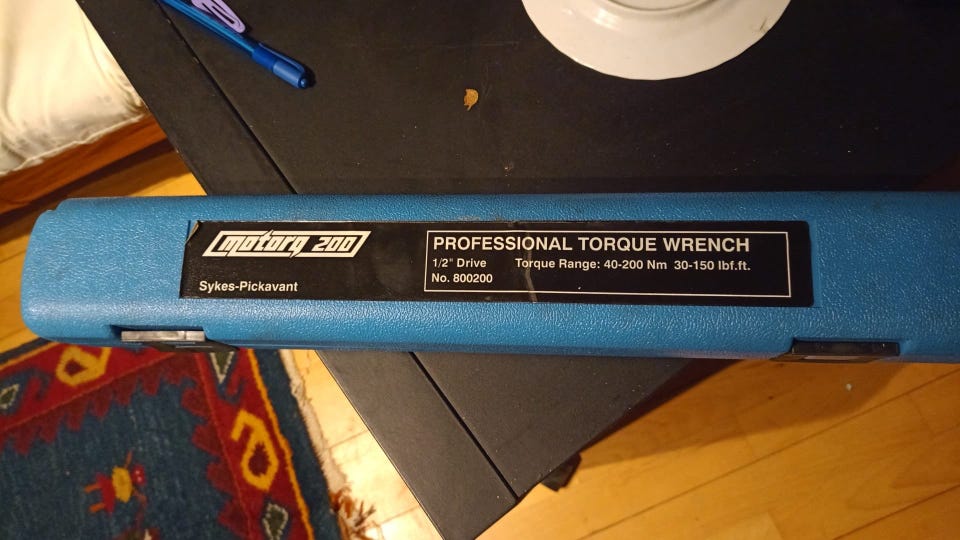 motorq 200
Sykes-Pickavant
PROFESSIONAL TORQUE WRENCH
1/2" Drive Torque Range: 40-200 Nm 30-150 lbf.ft.
No. 800200